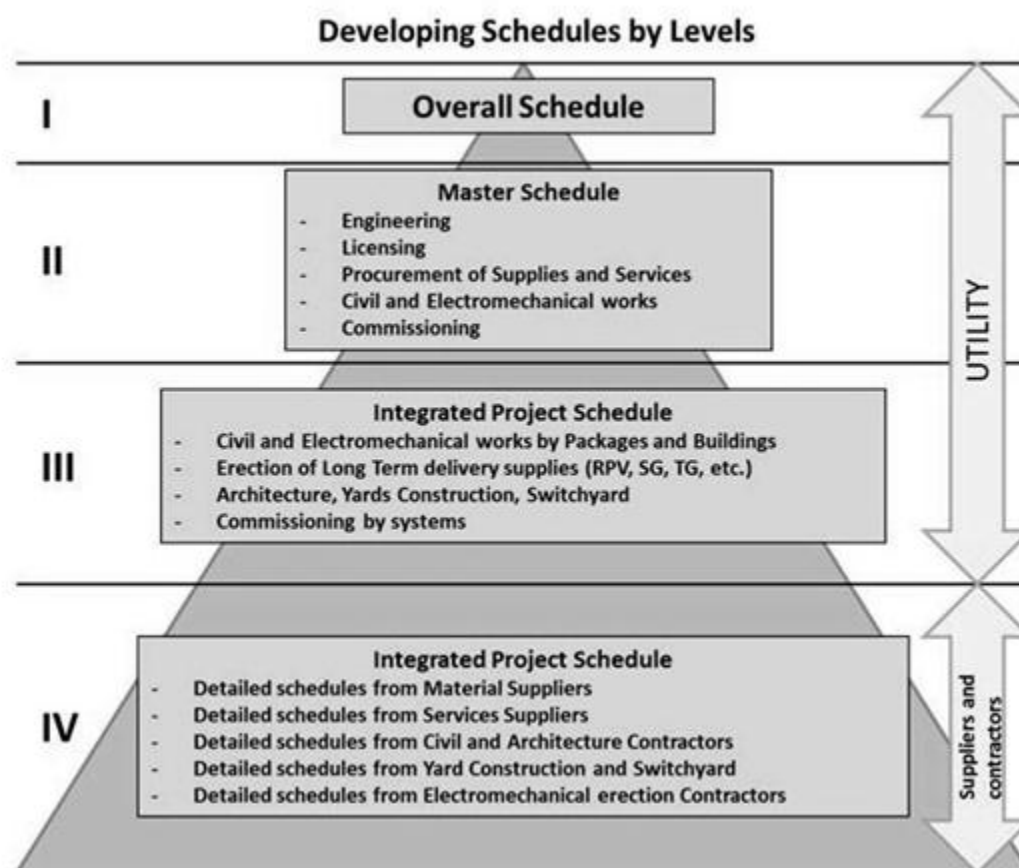 Developing Schedules by Levels
I
Overall Schedule
II
Master Schedule
- Engineering
- Licensing
- Procurement of Supplies and Services
- Civil and Electromechanical works
- Commissioning
III
Integrated Project Schedule
- Civil and Electromechanical works by Packages and Buildings
- Erection of Long Term delivery supplies (RPV, SG, TG, etc.)
- Architecture, Yards Construction, Switchyard
- Commissioning by systems
UTILITY
IV
Integrated Project Schedule
- Detailed schedules from Material Suppliers
- Detailed schedules from Services Suppliers
- Detailed schedules from Civil and Architecture Contractors
- Detailed schedules from Yard Construction and Switchyard
- Detailed schedules from Electromechanical erection Contractors
Suppliers and
contractors